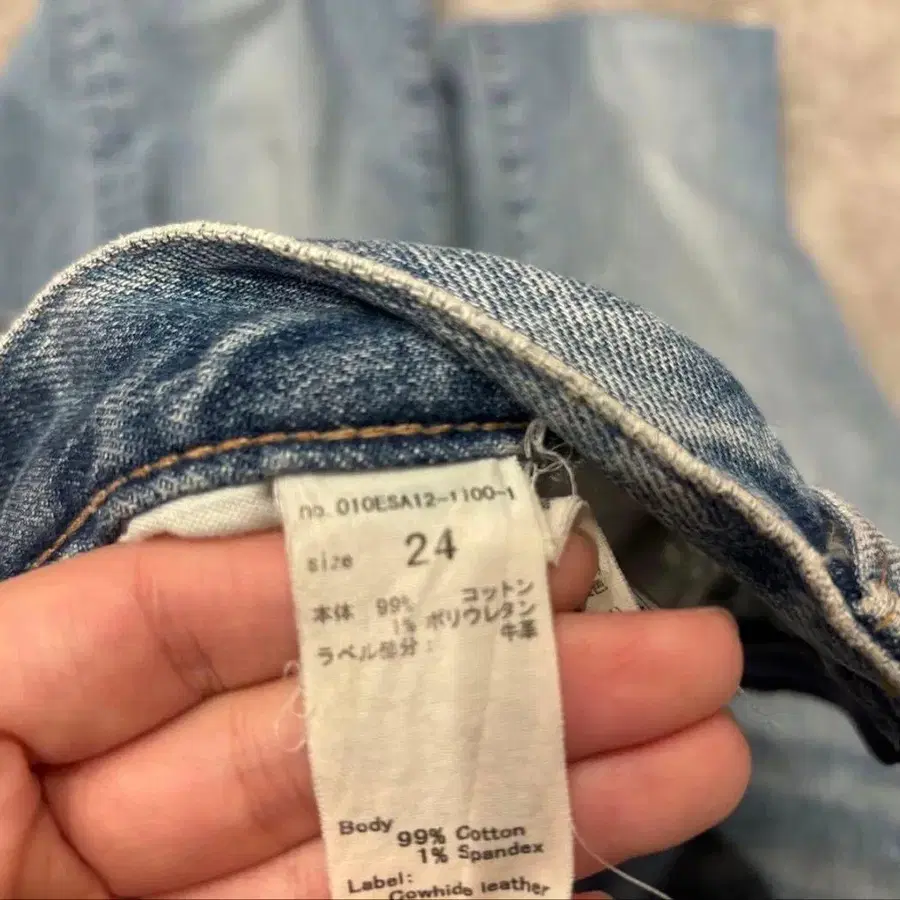 no. 010ESA12-1100-1
size 24
本体 99% コットン
1% ポリウレタン
ラベル部分： 牛革
Body
99% Cotton
1% Spandex
Label:
Cowhide leather